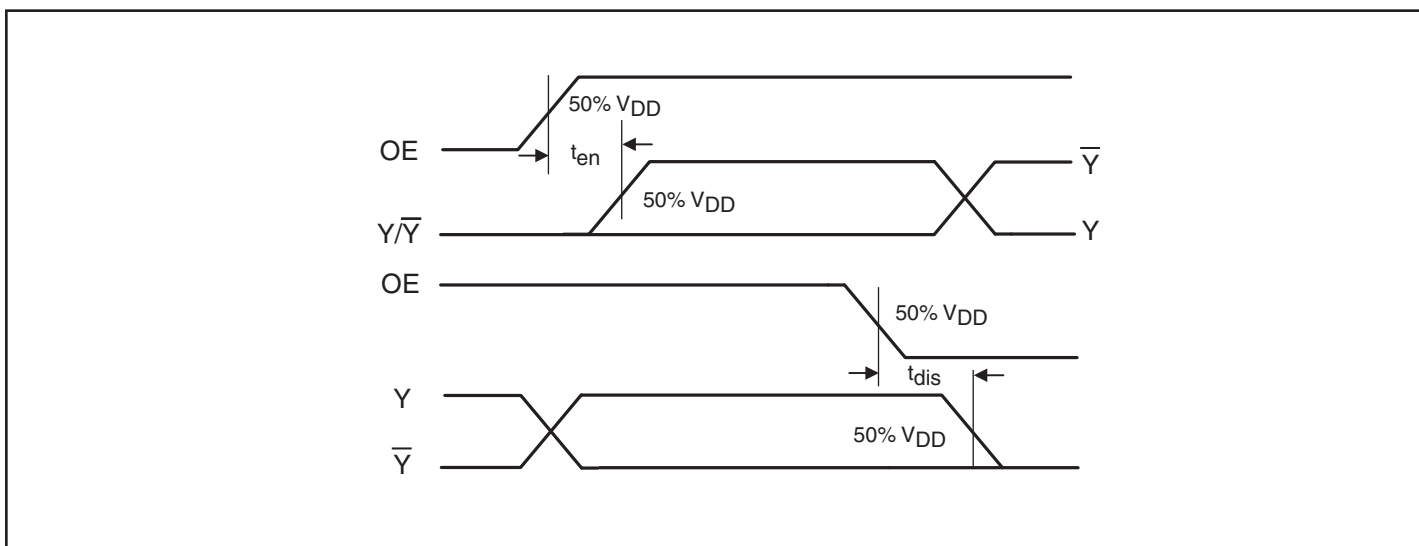 50% VDD
OE
ten
Y̅
50% VDD
Y/Y̅
Y
OE
50% VDD
tdis
Y
50% VDD
Y̅